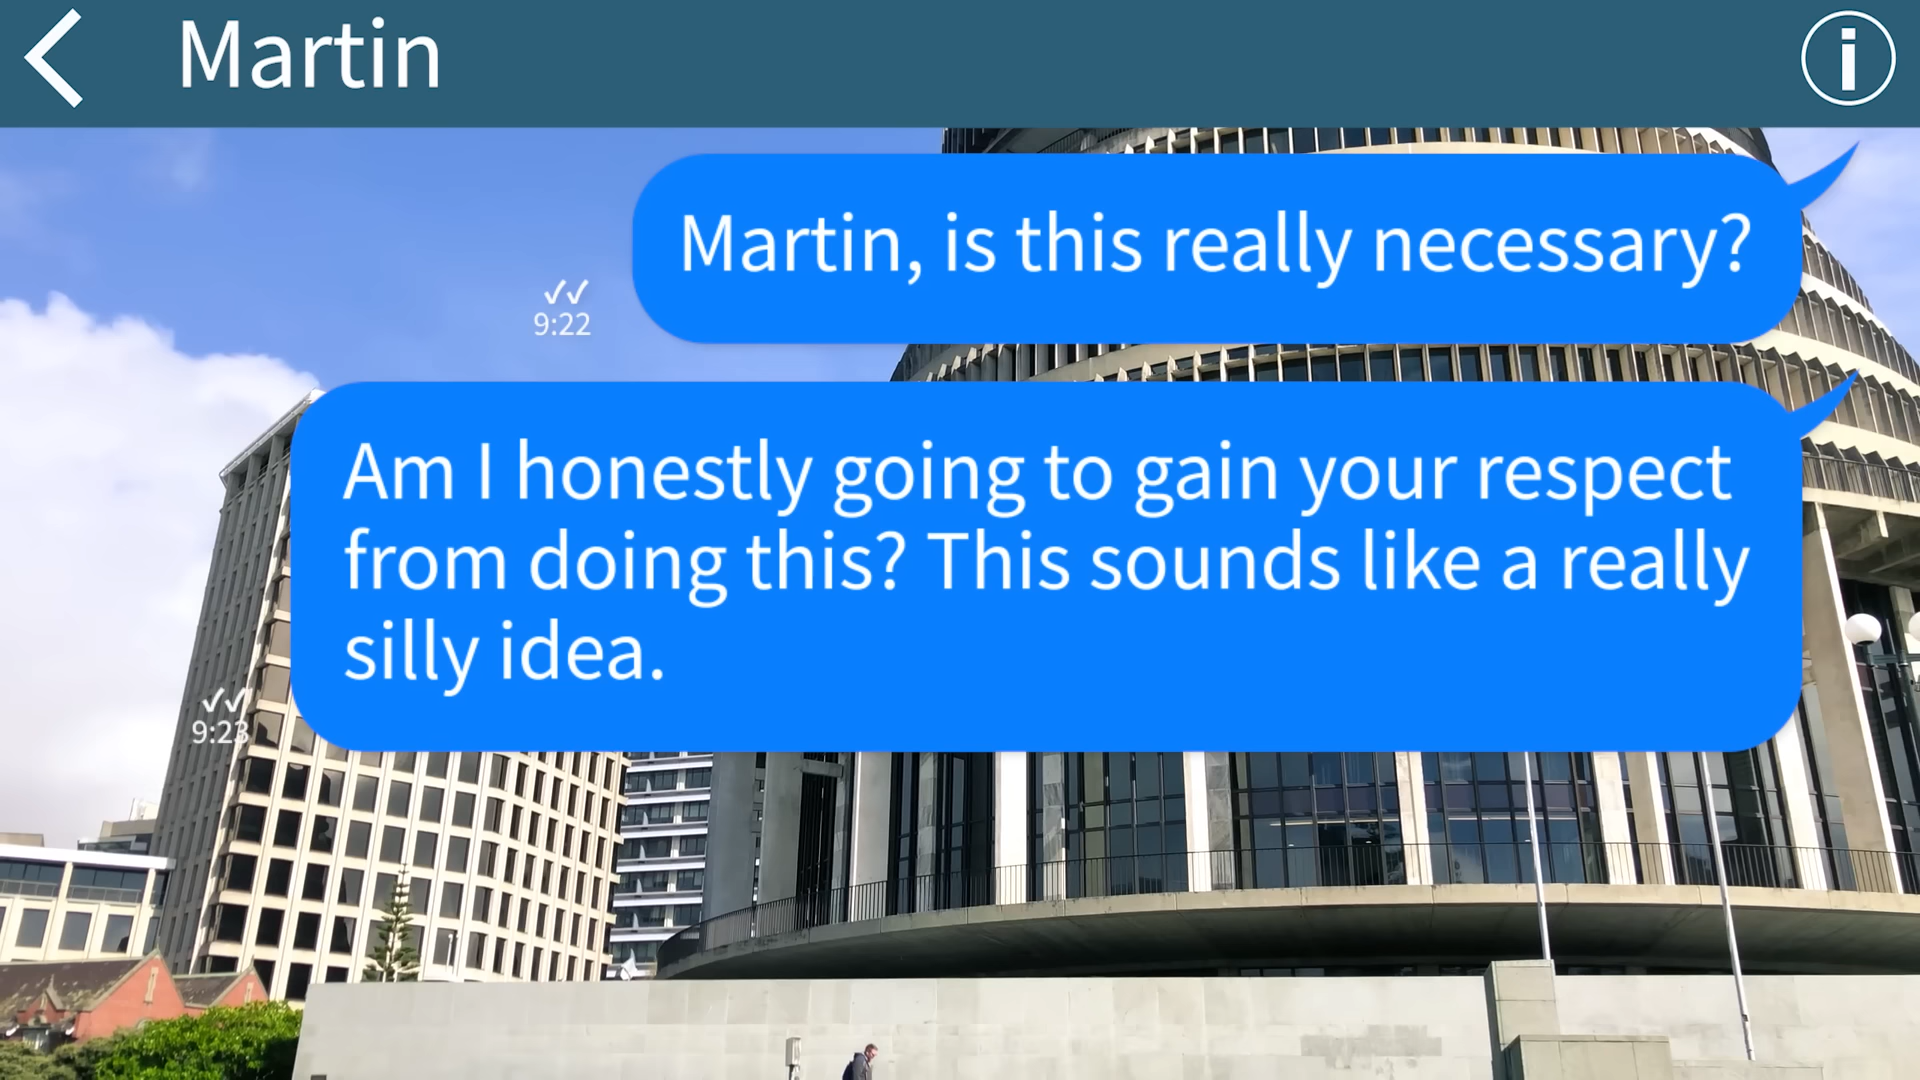 Martin
Martin, is this really necessary?
9:22
Am I honestly going to gain your respect
from doing this? This sounds like a really
silly idea.
9:23